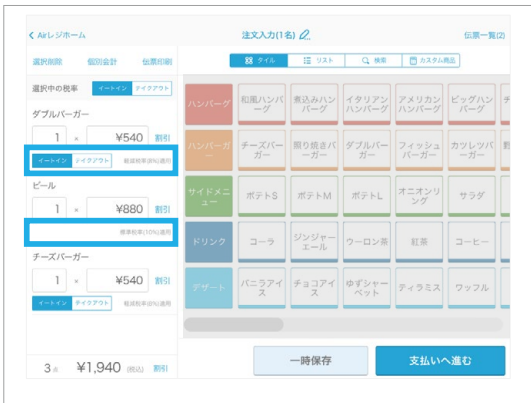 < Airレジホーム
注文入力(1名)
伝票一覧(2)
選択削除 個別会計 伝票印刷
タイル リスト 検索 カスタム商品
選択中の税率 イートイン テイクアウト
ダブルバーガー
1 × ¥540 割引
イートイン テイクアウト 軽減税率(8%)適用
ビール
1 × ¥880 割引
標準税率(10%)適用
チーズバーガー
1 × ¥540 割引
イートイン テイクアウト 軽減税率(8%)適用
3点 ¥1,940 (税込) 割引
ハンバーグ 和風ハンバーグ 煮込みハンバーグ イタリアンハンバーグ アメリカンハンバーグ ビッグハンバーグ チ
ハンバーガー チーズバーガー 照り焼きバーガー ダブルバーガー フィッシュバーガー カツレツバーガー
サイドメニュー ポテトS ポテトM ポテトL オニオンリング サラダ
ドリンク コーラ ジンジャーエール ウーロン茶 紅茶 コーヒー
デザート バニラアイス チョコアイス ゆずシャーベット ティラミス ワッフル
一時保存 支払いへ進む